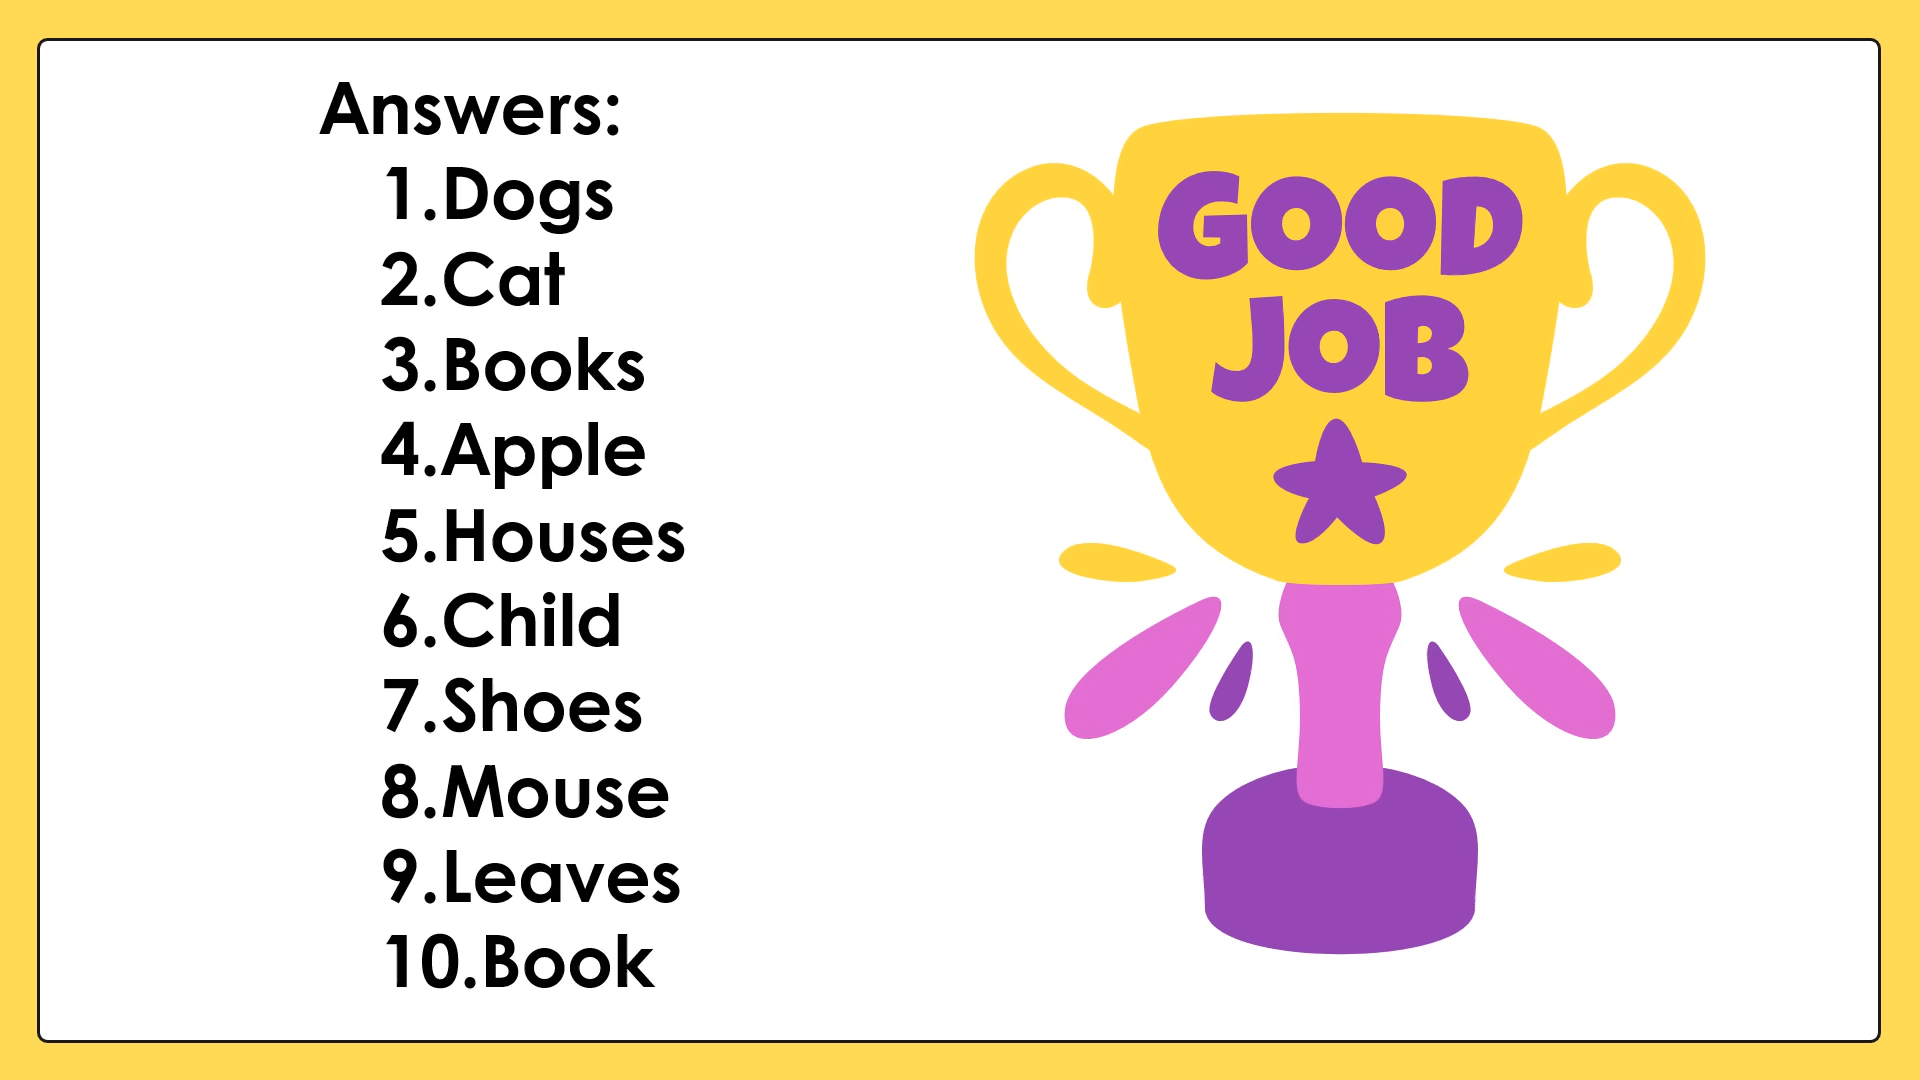 Answers:
1.Dogs
2.Cat
3.Books
4.Apple
5.Houses
6.Child
7.Shoes
8.Mouse
9.Leaves
10.Book
GOOD
JOB